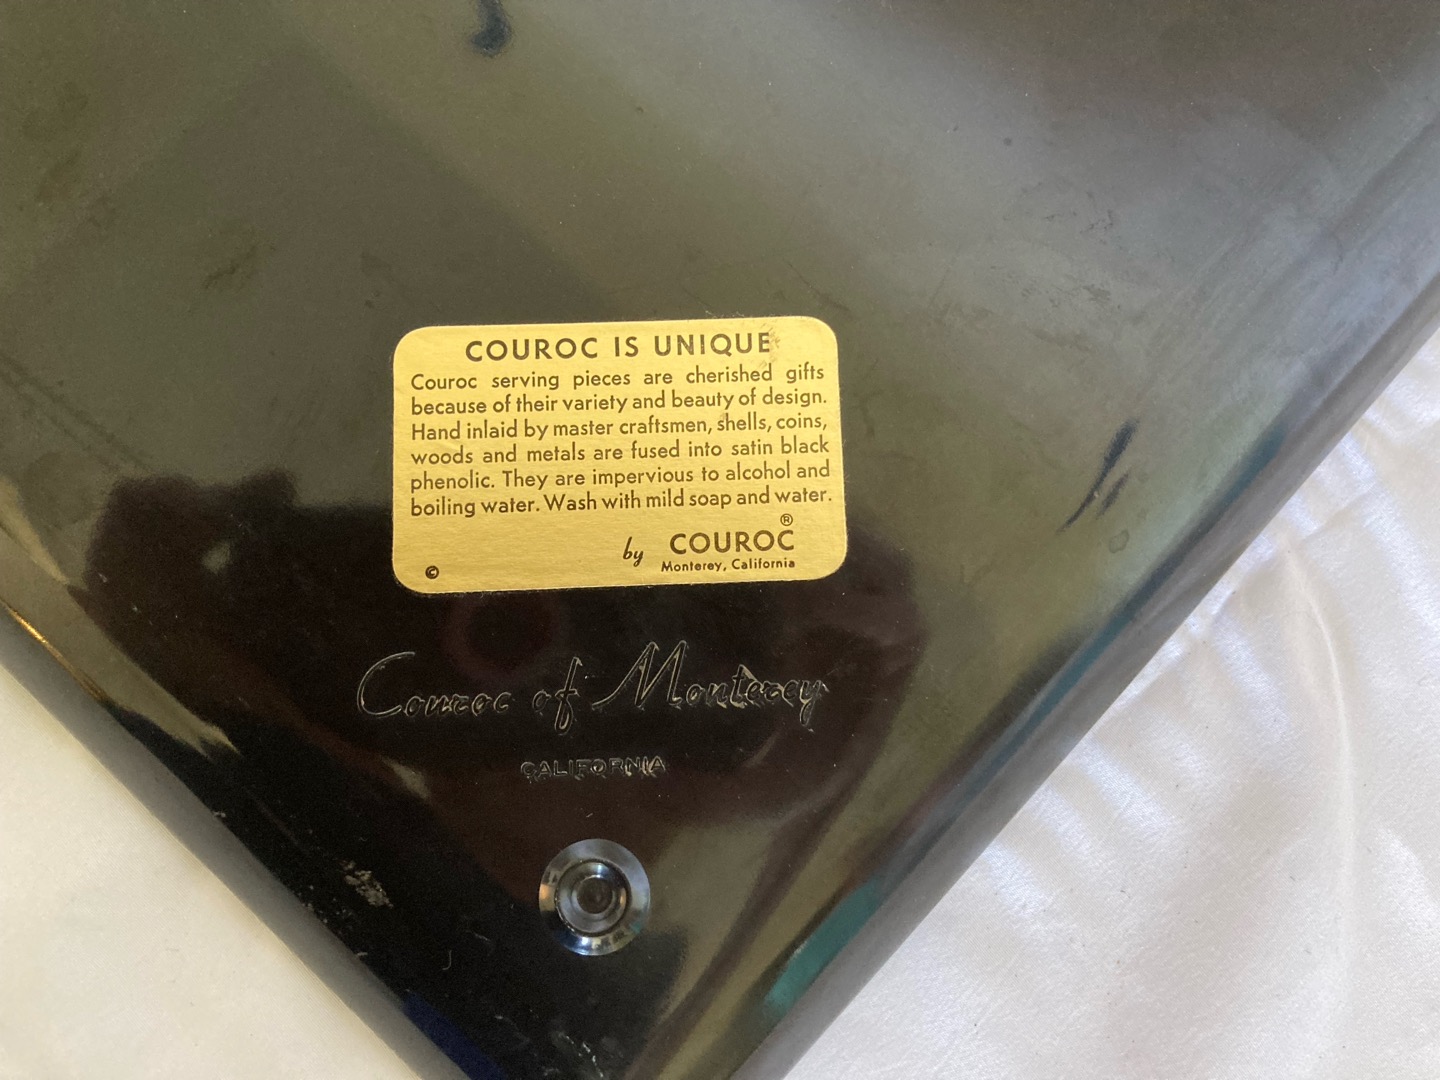 COUROC IS UNIQUE
Couroc serving pieces are cherished gifts
because of their variety and beauty of design.
Hand inlaid by master craftsmen, shells, coins,
woods and metals are fused into satin black
phenolic. They are impervious to alcohol and
boiling water. Wash with mild soap and water.
by COUROC®
© Monterey, California
Couroc of Monterey
CALIFORNIA